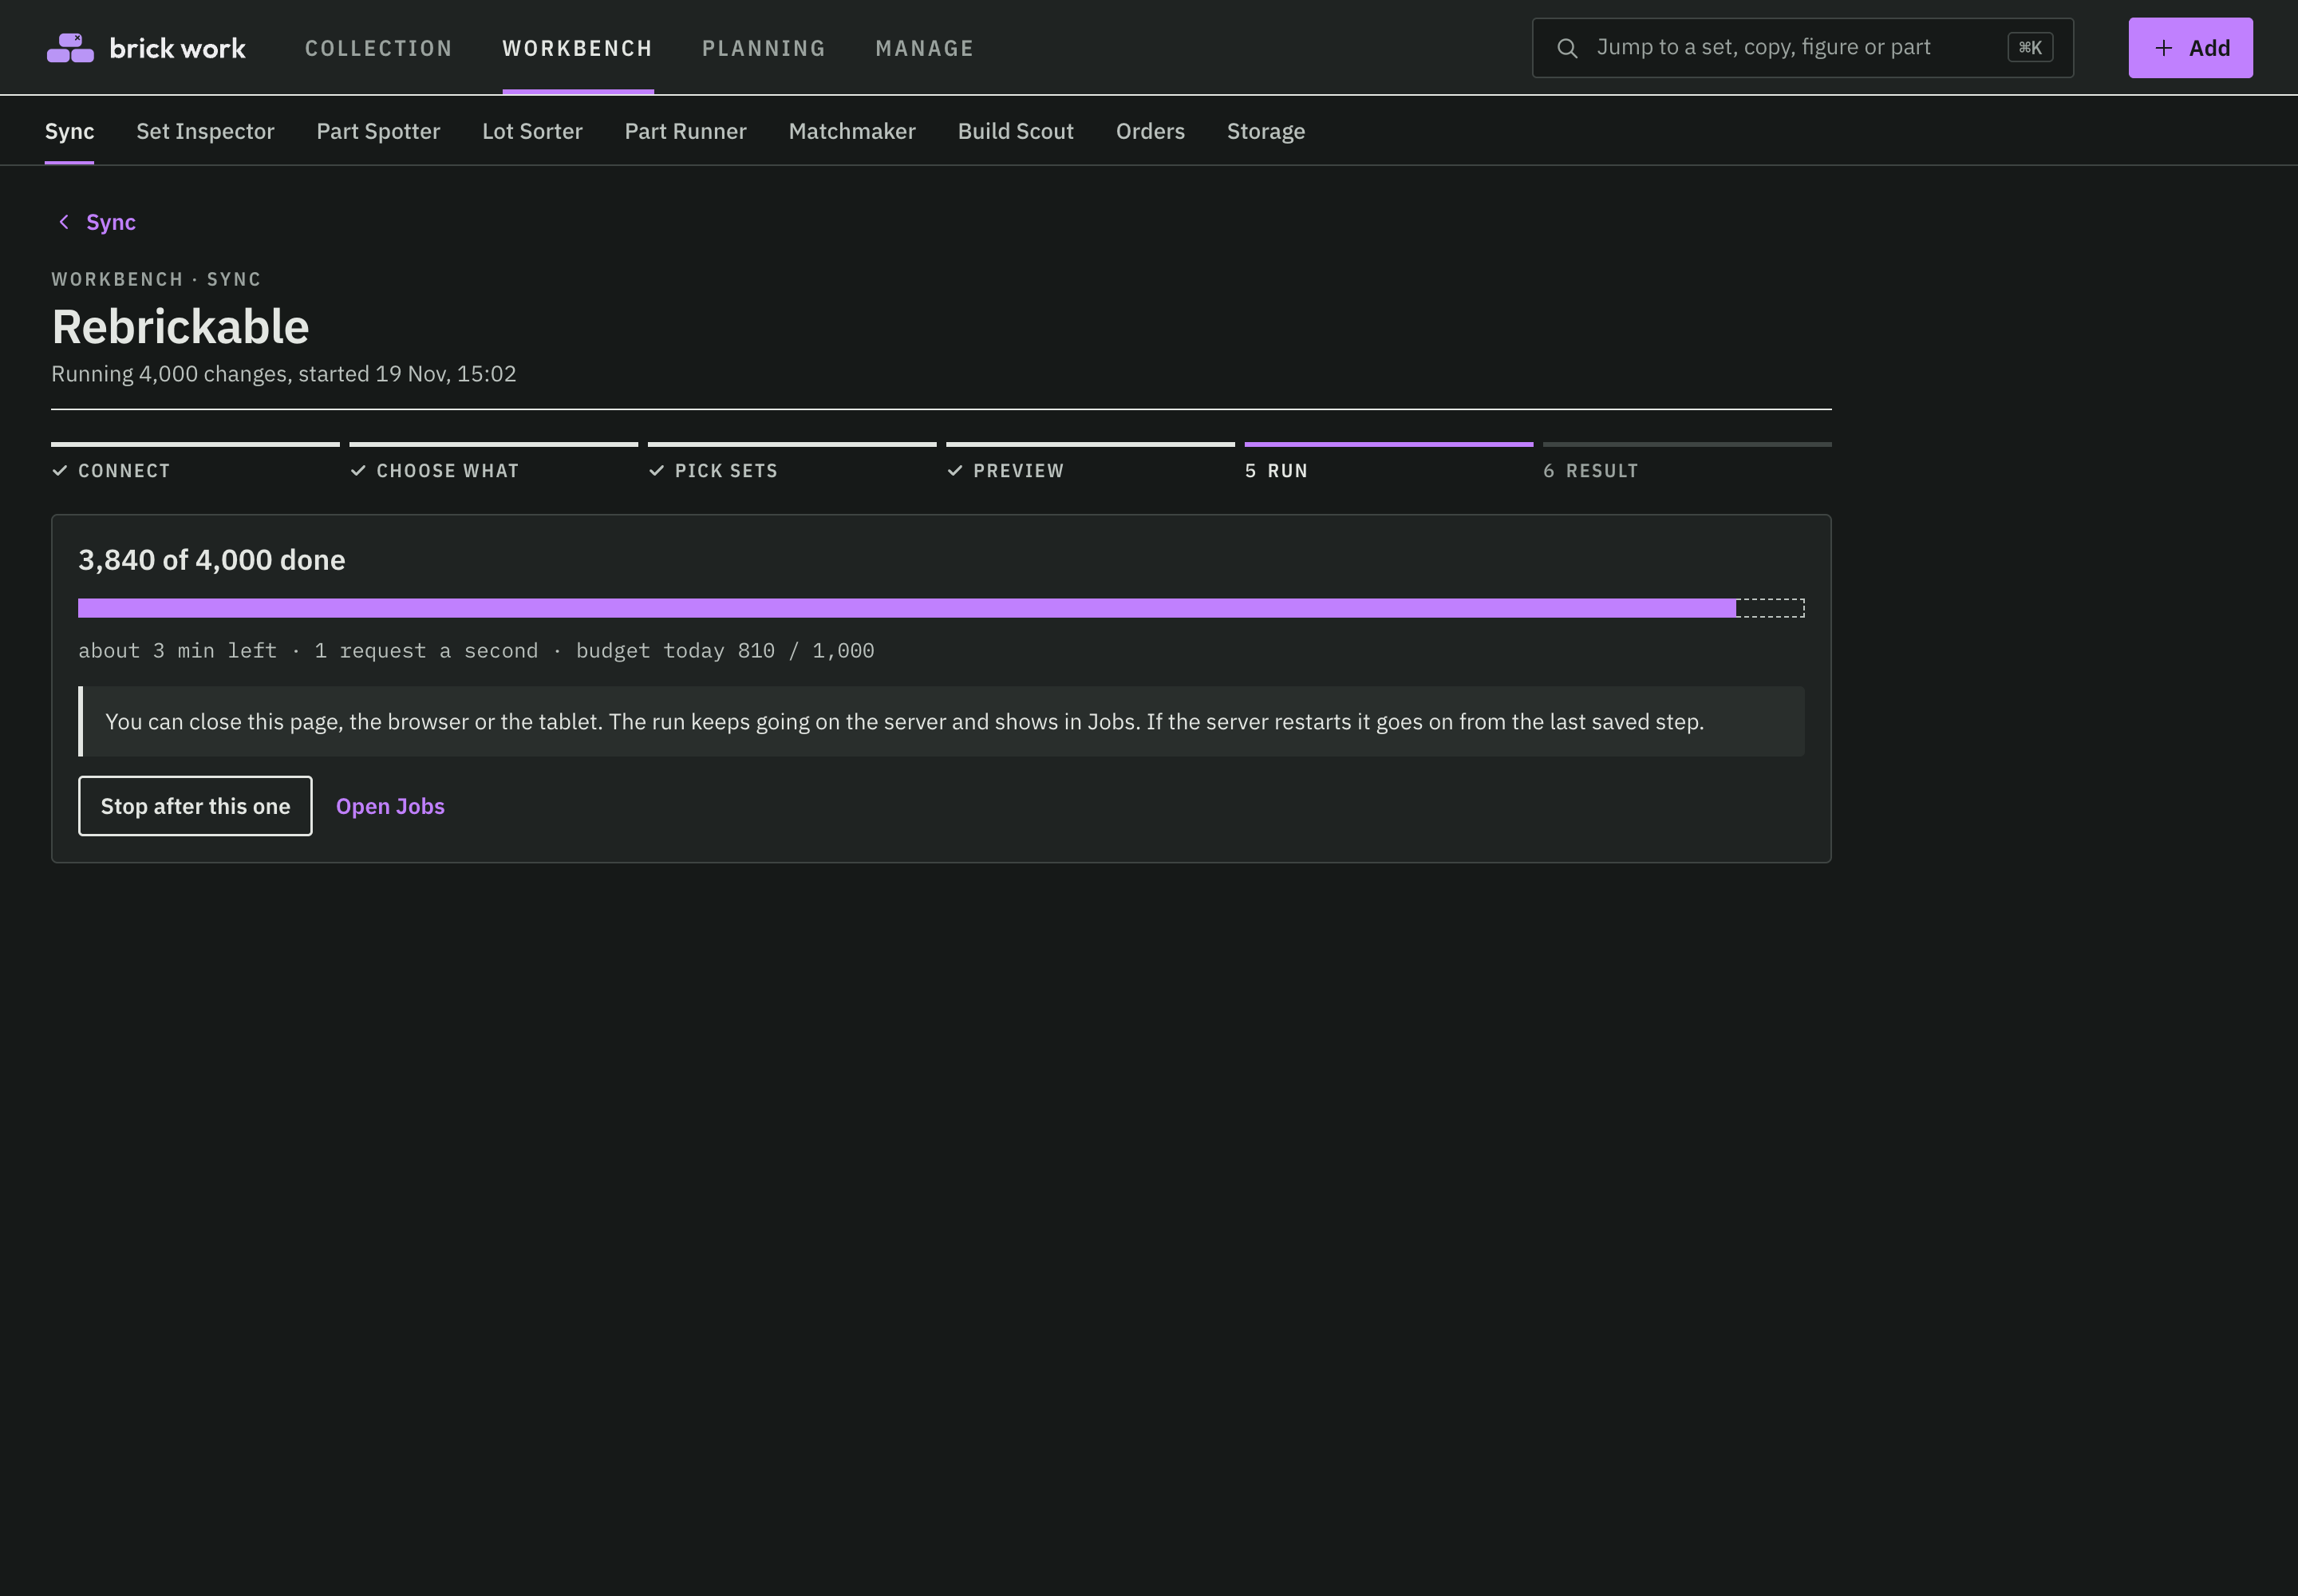 brick work
COLLECTION WORKBENCH PLANNING MANAGE
Jump to a set, copy, figure or part ⌘K
+ Add
Sync Set Inspector Part Spotter Lot Sorter Part Runner Matchmaker Build Scout Orders Storage
Sync
WORKBENCH · SYNC
Rebrickable
Running 4,000 changes, started 19 Nov, 15:02
CONNECT CHOOSE WHAT PICK SETS PREVIEW 5 RUN 6 RESULT
3,840 of 4,000 done
about 3 min left · 1 request a second · budget today 810 / 1,000
You can close this page, the browser or the tablet. The run keeps going on the server and shows in Jobs. If the server restarts it goes on from the last saved step.
Stop after this one Open Jobs